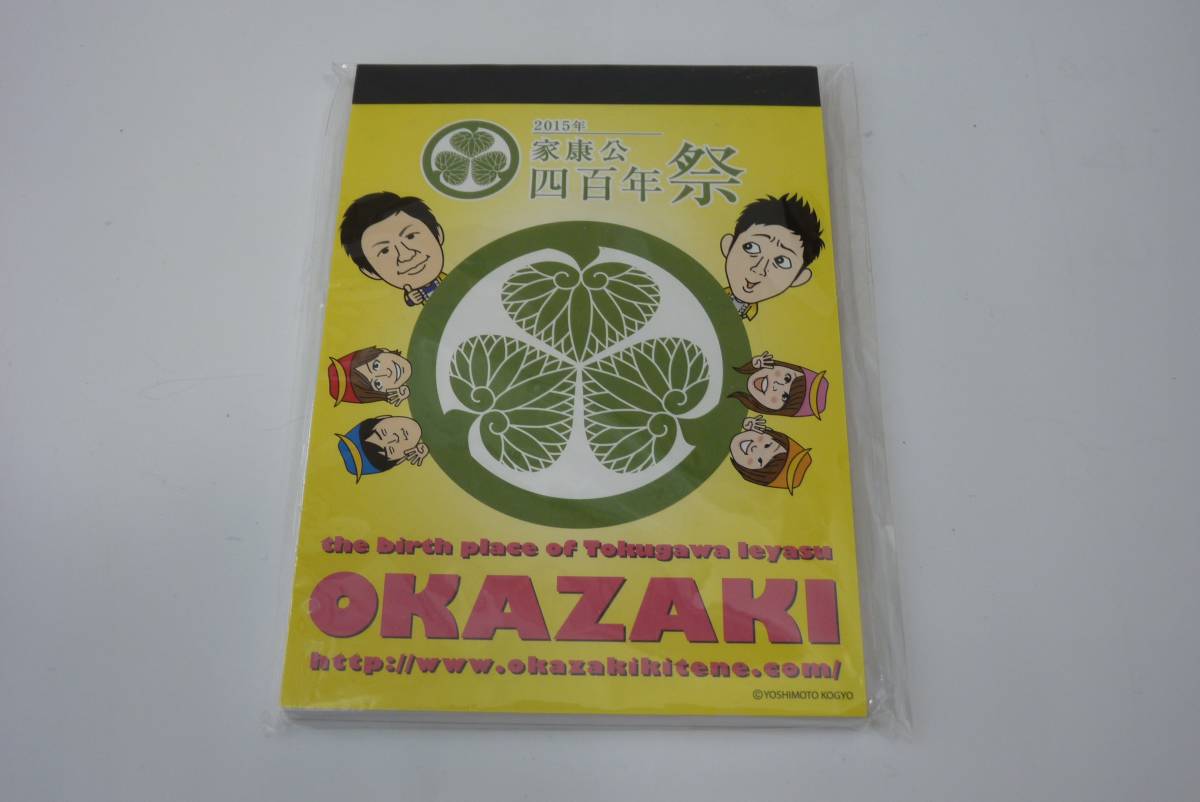 2015年
家康公
四百年祭
the birth place of Tokugawa Ieyasu
OKAZAKI
http://www.okazakikitene.com/
©YOSHIMOTO KOGYO